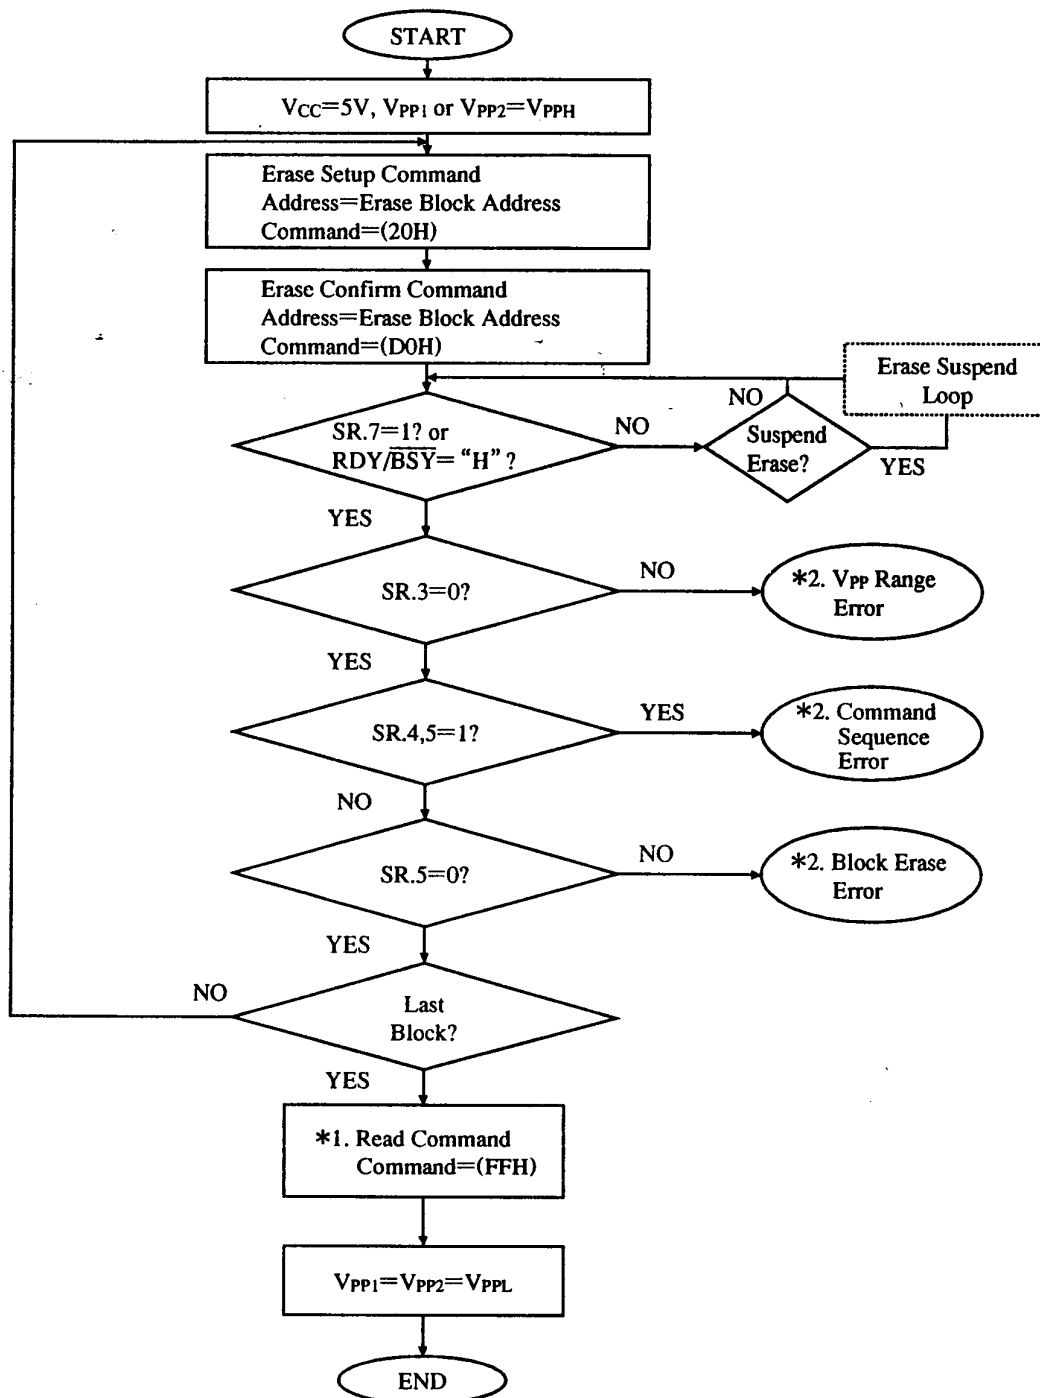 START
VCC=5V, VPP1 or VPP2=VPPH
Erase Setup Command
Address=Erase Block Address
Command=(20H)
Erase Confirm Command
Address=Erase Block Address
Command=(D0H)
Erase Suspend
Loop
NO
SR.7=1? or
RDY/BSY="H"?
NO
Suspend
Erase?
YES
YES
SR.3=0?
NO
*2. VPP Range
Error
YES
SR.4,5=1?
YES
*2. Command
Sequence
Error
NO
SR.5=0?
NO
*2. Block Erase
Error
YES
NO
Last
Block?
YES
*1. Read Command
Command=(FFH)
VPP1=VPP2=VPPL
END